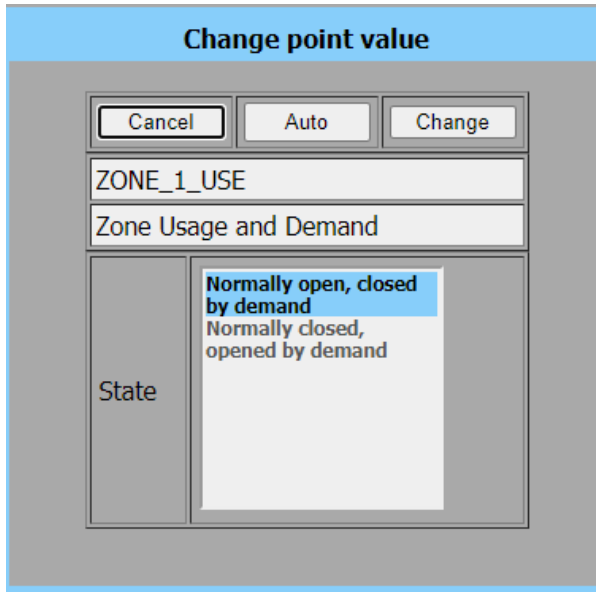 Change point value
Cancel Auto Change
ZONE_1_USE
Zone Usage and Demand
State
Normally open, closed
by demand
Normally closed,
opened by demand